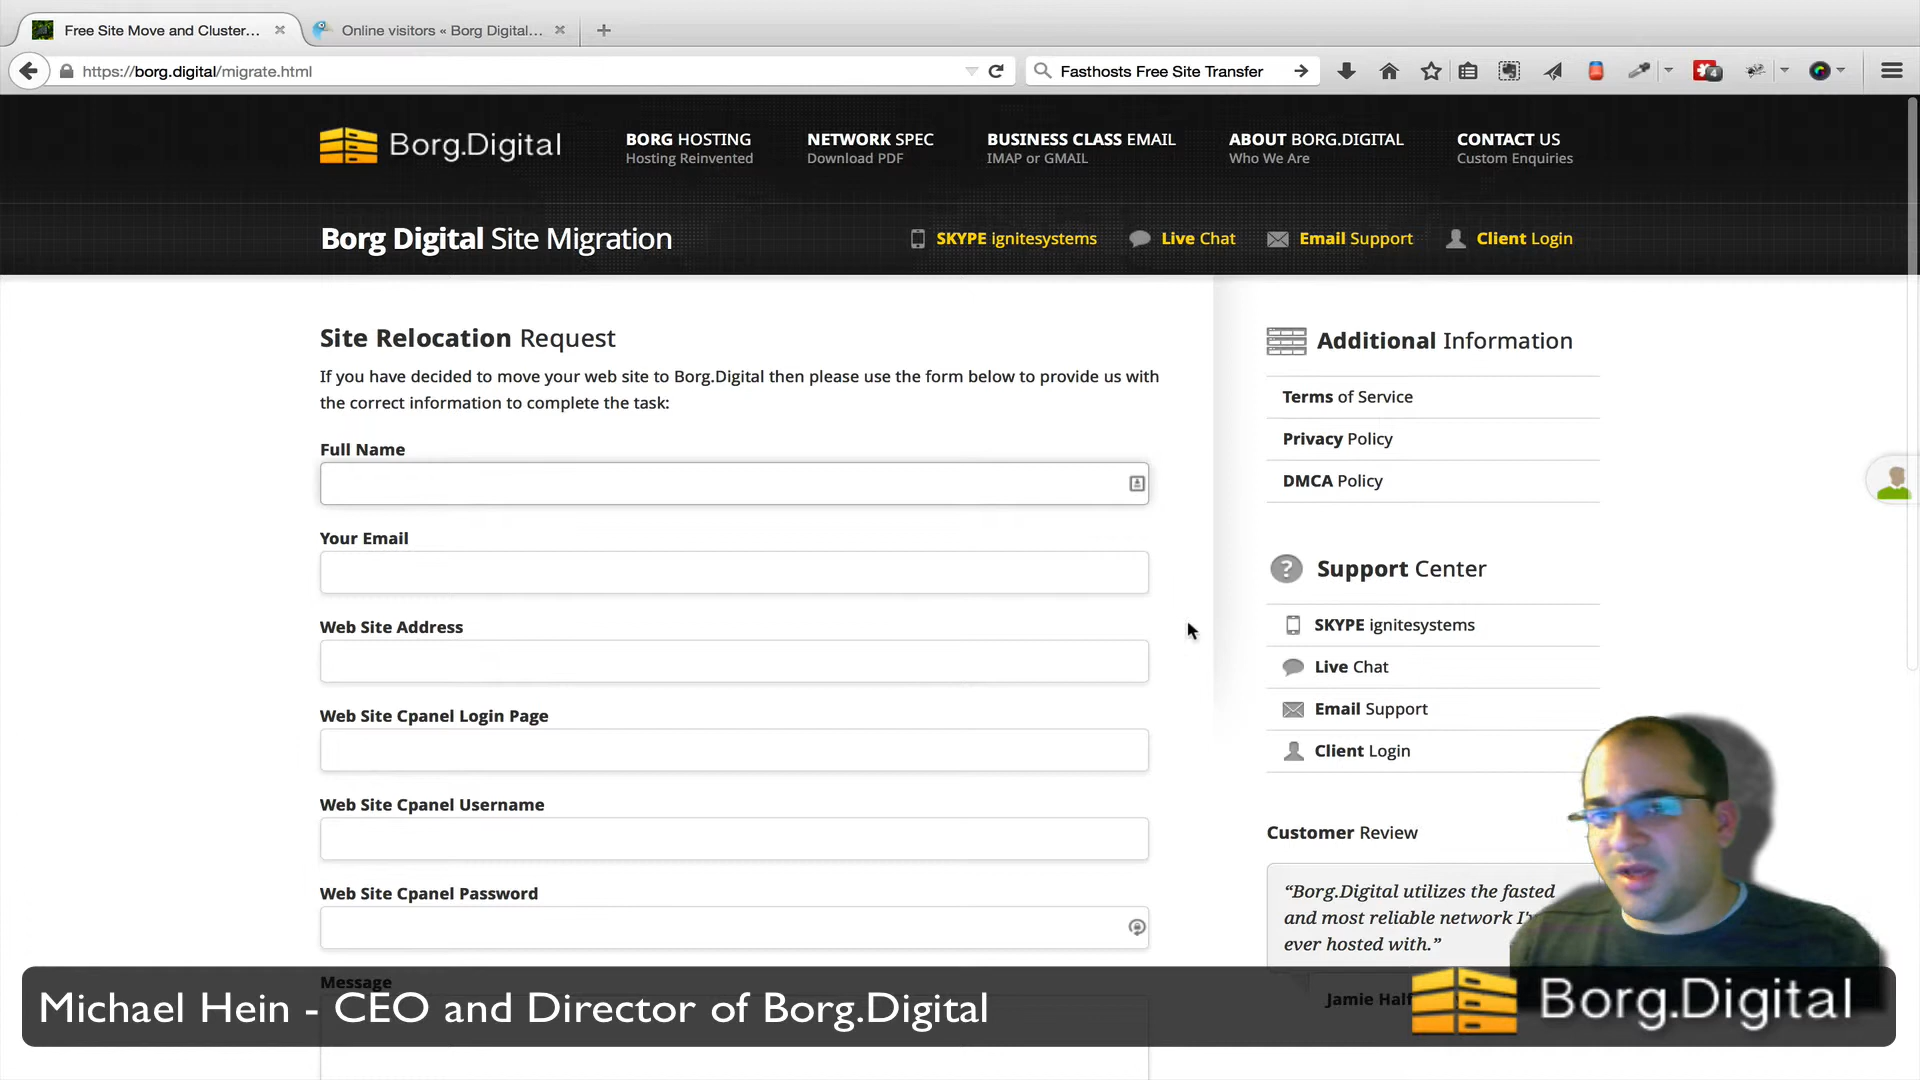 Free Site Move and Cluster...
Online visitors « Borg Digital...
https://borg.digital/migrate.html
Fasthosts Free Site Transfer
4
Borg.Digital
BORG HOSTING
Hosting Reinvented
NETWORK SPEC
Download PDF
BUSINESS CLASS EMAIL
IMAP or GMAIL
ABOUT BORG.DIGITAL
Who We Are
CONTACT US
Custom Enquiries
Borg Digital Site Migration
SKYPE ignitesystems
Live Chat
Email Support
Client Login
Site Relocation Request
If you have decided to move your web site to Borg.Digital then please use the form below to provide us with
the correct information to complete the task:
Full Name
Your Email
Web Site Address
Web Site Cpanel Login Page
Web Site Cpanel Username
Web Site Cpanel Password
Message
Additional Information
Terms of Service
Privacy Policy
DMCA Policy
Support Center
SKYPE ignitesystems
Live Chat
Email Support
Client Login
Customer Review
“Borg.Digital utilizes the fasted
and most reliable network
ever hosted with.”
Jamie
Michael Hein - CEO and Director of Borg.Digital
Borg.Digital